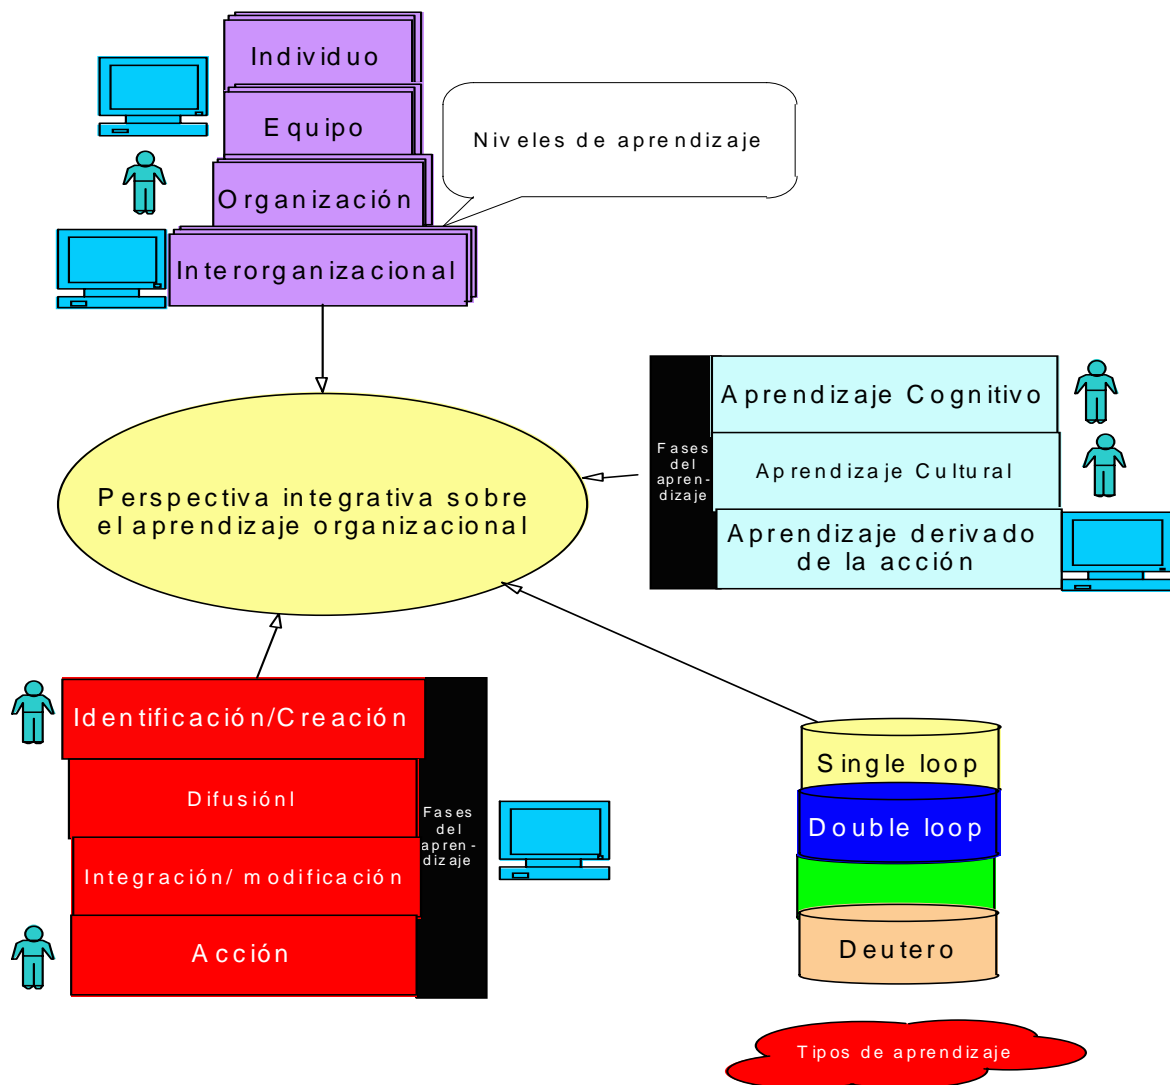 Individuo
Equipo
Organización
Interorganizacional
Niveles de aprendizaje
Fases
del
apren-
dizaje
Aprendizaje Cognitivo
Aprendizaje Cultural
Aprendizaje derivado
de la acción
Perspectiva integrativa sobre
el aprendizaje organizacional
Identificación/Creación
Difusiónl
Integración/ modificación
Acción
Fases
del
apren-
dizaje
Single loop
Double loop
Deutero
Tipos de aprendizaje